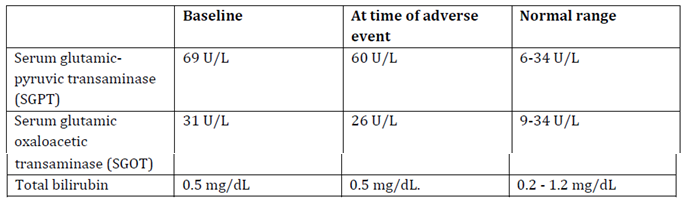 Baseline At time of adverse Normal range
event
Serum glutamic- 69 U/L 60 U/L 6-34 U/L
pyruvic transaminase
(SGPT)
Serum glutamic 31 U/L 26 U/L 9-34 U/L
oxaloacetic
transaminase (SGOT)
Total bilirubin 0.5 mg/dL 0.5 mg/dL. 0.2 - 1.2 mg/dL